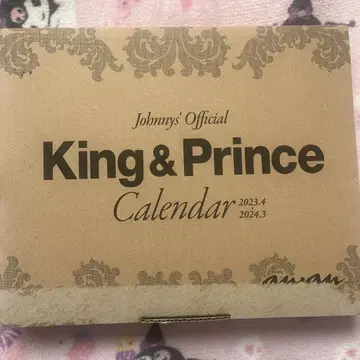 Johnnys' Official
King & Prince
Calendar 2023.4
2024.3